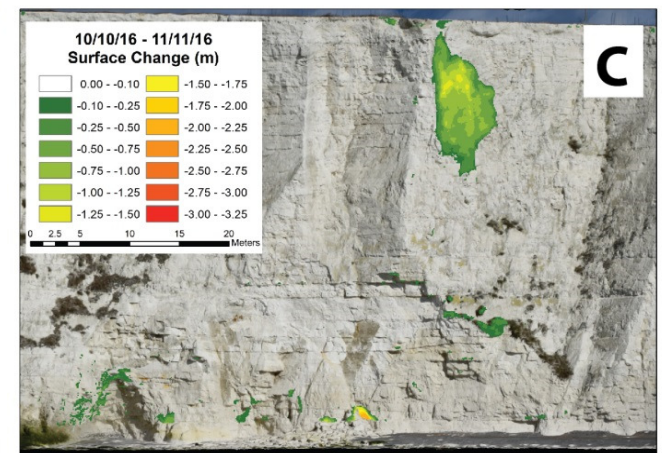 10/10/16 - 11/11/16
Surface Change (m)
0.00 - -0.10
-0.10 - -0.25
-0.25 - -0.50
-0.50 - -0.75
-0.75 - -1.00
-1.00 - -1.25
-1.25 - -1.50
-1.50 - -1.75
-1.75 - -2.00
-2.00 - -2.25
-2.25 - -2.50
-2.50 - -2.75
-2.75 - -3.00
-3.00 - -3.25
0 2.5 5 10 15 20
Meters
C